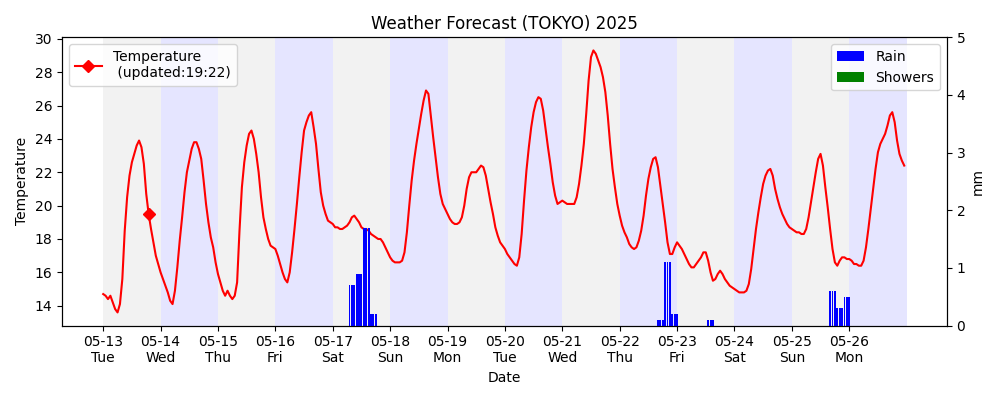 Weather Forecast (TOKYO) 2025
Temperature
(updated:19:22)
Rain
Showers
Temperature
30
28
26
24
22
20
18
16
14
5
4
3
2
1
0
mm
05-13 05-14 05-15 05-16 05-17 05-18 05-19 05-20 05-21 05-22 05-23 05-24 05-25 05-26
Tue Wed Thu Fri Sat Sun Mon Tue Wed Thu Fri Sat Sun Mon
Date